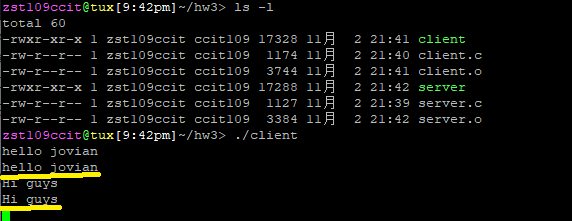 zst109ccit@tux[9:42pm]~/hw3> ls -l
total 60
-rwxr-xr-x 1 zst109ccit ccit109 17328 11月  2 21:41 client
-rw-r--r-- 1 zst109ccit ccit109  1174 11月  2 21:40 client.c
-rw-r--r-- 1 zst109ccit ccit109  3744 11月  2 21:41 client.o
-rwxr-xr-x 1 zst109ccit ccit109 17288 11月  2 21:42 server
-rw-r--r-- 1 zst109ccit ccit109  1127 11月  2 21:39 server.c
-rw-r--r-- 1 zst109ccit ccit109  3384 11月  2 21:42 server.o
zst109ccit@tux[9:42pm]~/hw3> ./client
hello jovian
hello jovian
Hi guys
Hi guys